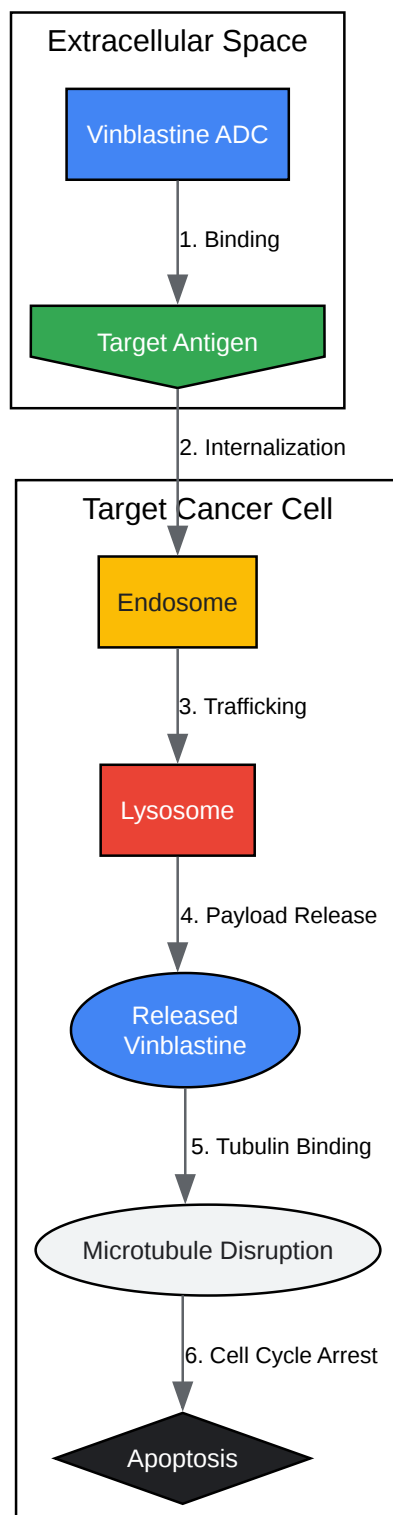 Extracellular Space
Vinblastine ADC
1. Binding
Target Antigen
2. Internalization
Target Cancer Cell
Endosome
3. Trafficking
Lysosome
4. Payload Release
Released
Vinblastine
5. Tubulin Binding
Microtubule Disruption
6. Cell Cycle Arrest
Apoptosis